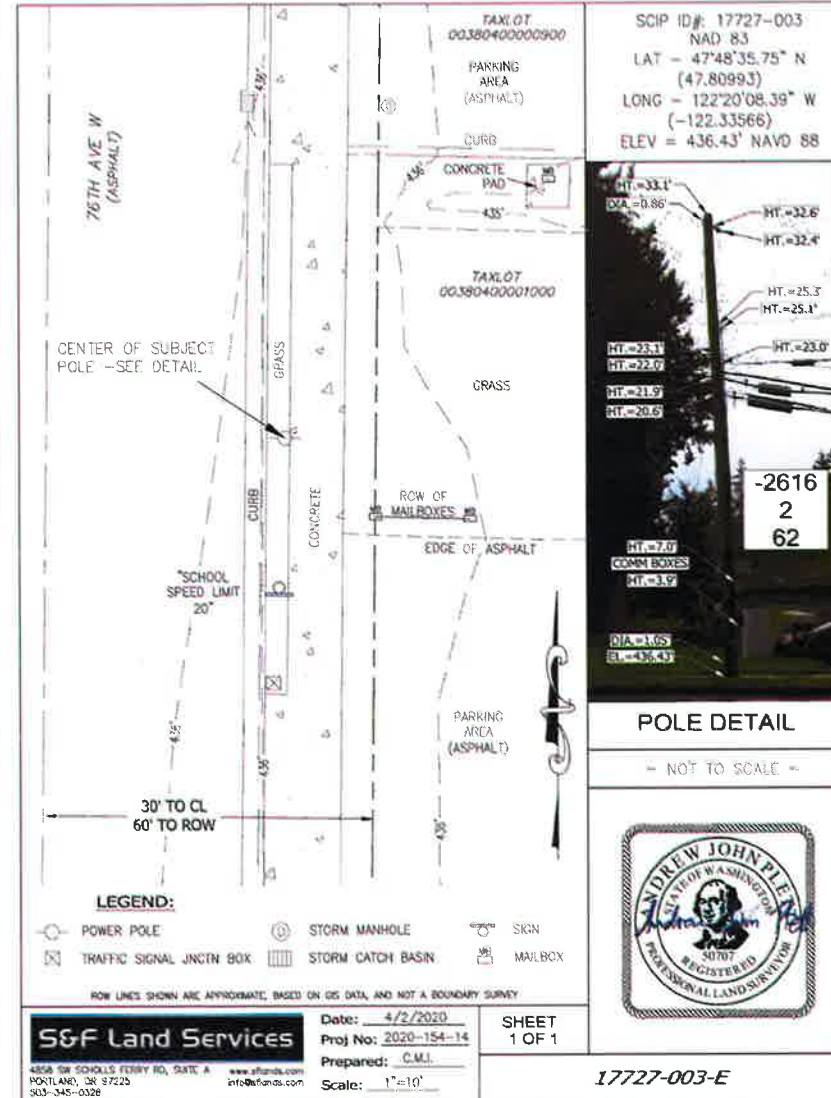 TAXLOT
00380400000900
PARKING
AREA
(ASPHALT)
76TH AVE W
(ASPHALT)
436'
CURB
CONCRETE
PAD
436'
435'
TAXLOT
00380400001000
CENTER OF SUBJECT
POLE -SEE DETAIL
GRASS
GRASS
CURB
CONCRETE
ROW OF
MAILBOXES
EDGE OF ASPHALT
"SCHOOL
SPEED LIMIT
20"
PARKING
AREA
(ASPHALT)
436'
436'
30' TO CL
60' TO ROW
LEGEND:
POWER POLE
STORM MANHOLE
SIGN
TRAFFIC SIGNAL JNCTN BOX
STORM CATCH BASIN
MAILBOX
ROW LINES SHOWN ARE APPROXIMATE, BASED ON GIS DATA, AND NOT A BOUNDARY SURVEY
SCIP ID#: 17727-003
NAD 83
LAT - 47°48'35.75" N
(47.80993)
LONG - 122°20'08.39" W
(-122.33566)
ELEV = 436.43' NAVD 88
HT.=33.1'
DIA.=0.86'
HT.=32.6'
HT.=32.4'
HT.=25.3'
HT.=25.1'
HT.=23.1'
HT.=23.0'
HT.=22.0'
HT.=21.9'
HT.=20.6'
-2616
2
62
HT.=7.0'
COMM BOXES
HT.=3.9'
DIA.=1.05'
EL.=436.43'
POLE DETAIL
- NOT TO SCALE -
ANDREW JOHN
STATE OF WASHINGTON
50707
REGISTERED
PROFESSIONAL LAND SURVEYOR
S&F Land Services
4858 SW SCHOLLS FERRY RD, SUITE A
PORTLAND, OR 97225
503-345-0328
www.sflands.com
info@sflands.com
Date: 4/2/2020
Proj No: 2020-154-14
Prepared: C.M.I.
Scale: 1"=10'
SHEET
1 OF 1
17727-003-E